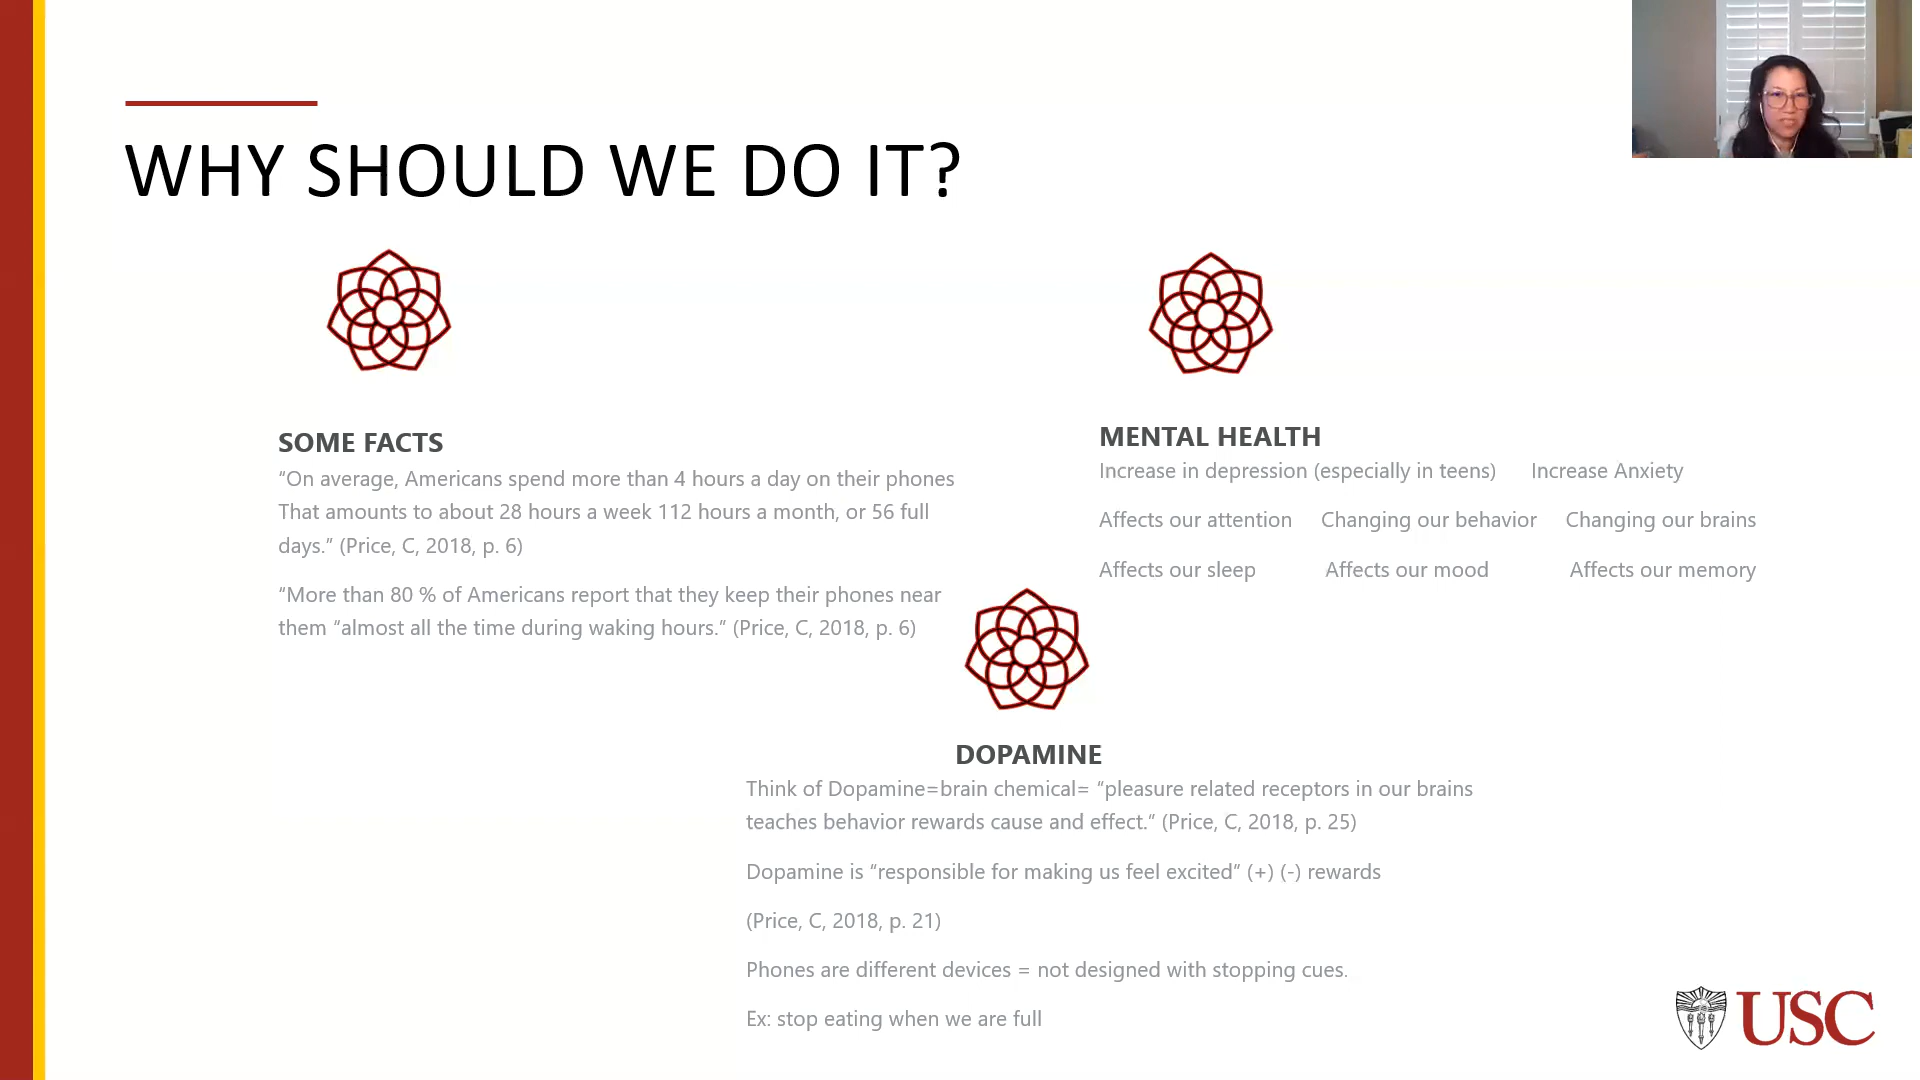 WHY SHOULD WE DO IT?
SOME FACTS
“On average, Americans spend more than 4 hours a day on their phones
That amounts to about 28 hours a week 112 hours a month, or 56 full
days.” (Price, C, 2018, p. 6)
“More than 80 % of Americans report that they keep their phones near
them “almost all the time during waking hours.” (Price, C, 2018, p. 6)
MENTAL HEALTH
Increase in depression (especially in teens) Increase Anxiety
Affects our attention Changing our behavior Changing our brains
Affects our sleep Affects our mood Affects our memory
DOPAMINE
Think of Dopamine=brain chemical= “pleasure related receptors in our brains
teaches behavior rewards cause and effect.” (Price, C, 2018, p. 25)
Dopamine is “responsible for making us feel excited” (+) (-) rewards
(Price, C, 2018, p. 21)
Phones are different devices = not designed with stopping cues.
Ex: stop eating when we are full
USC